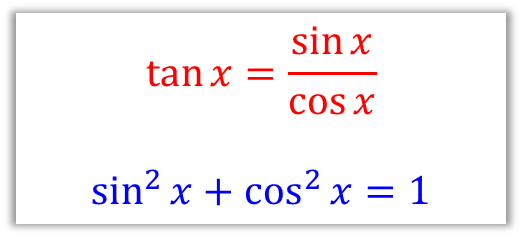 tan x = sin x / cos x
sin² x + cos² x = 1